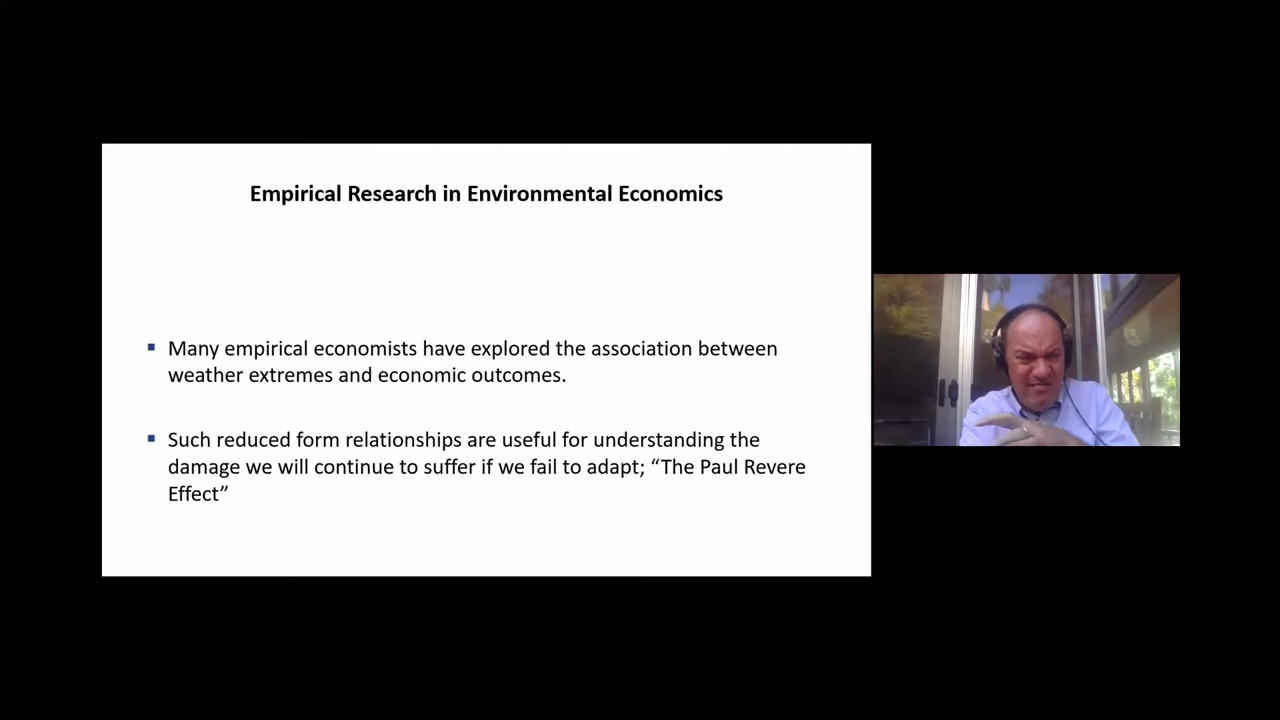 Empirical Research in Environmental Economics
Many empirical economists have explored the association between
weather extremes and economic outcomes.
Such reduced form relationships are useful for understanding the
damage we will continue to suffer if we fail to adapt; “The Paul Revere
Effect”